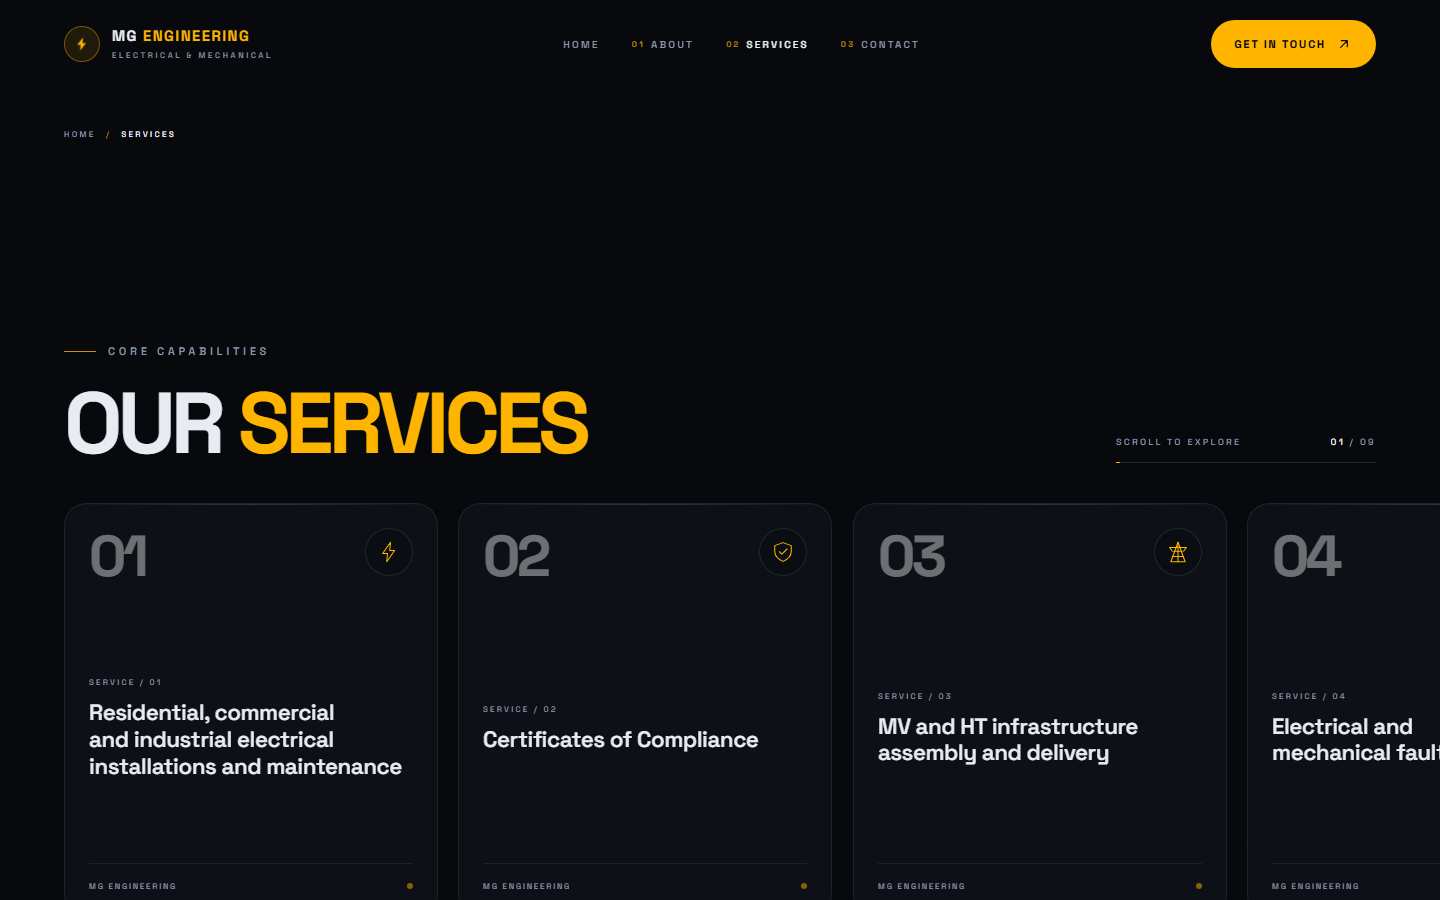 MG ENGINEERING
ELECTRICAL & MECHANICAL
HOME
01 ABOUT
02 SERVICES
03 CONTACT
GET IN TOUCH
HOME / SERVICES
CORE CAPABILITIES
OUR SERVICES
SCROLL TO EXPLORE
01 / 09
01
SERVICE / 01
Residential, commercial
and industrial electrical
installations and maintenance
MG ENGINEERING
02
SERVICE / 02
Certificates of Compliance
MG ENGINEERING
03
SERVICE / 03
MV and HT infrastructure
assembly and delivery
MG ENGINEERING
04
SERVICE / 04
Electrical and
mechanical fault
MG ENGINEERING